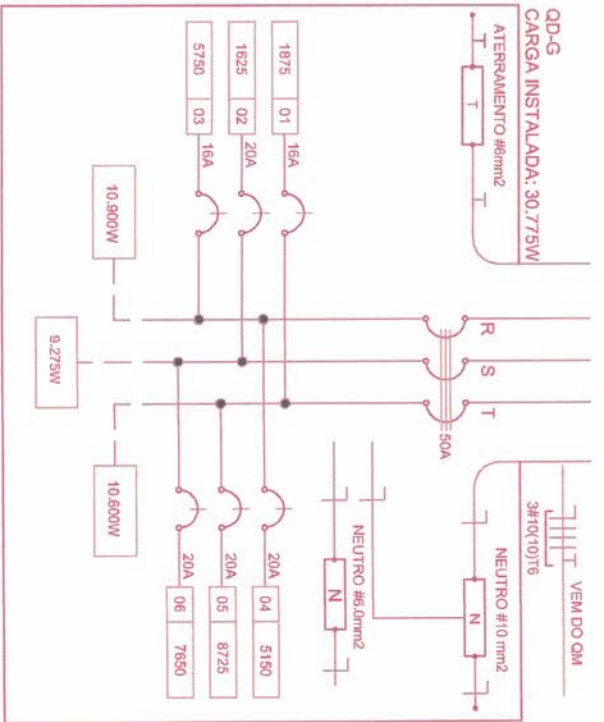 QD-G
CARGA INSTALADA: 30.775W
T
ATERRAMENTO #6mm2
T
T
VEM DO QM
3#10(10)T6
NEUTRO #10 mm2
N
R
S
T
50A
NEUTRO #6.0mm2
N
1875 01 16A
1625 02 20A
5750 03 16A
20A 04 5150
20A 05 8725
20A 06 7650
10.900W
9.275W
10.600W